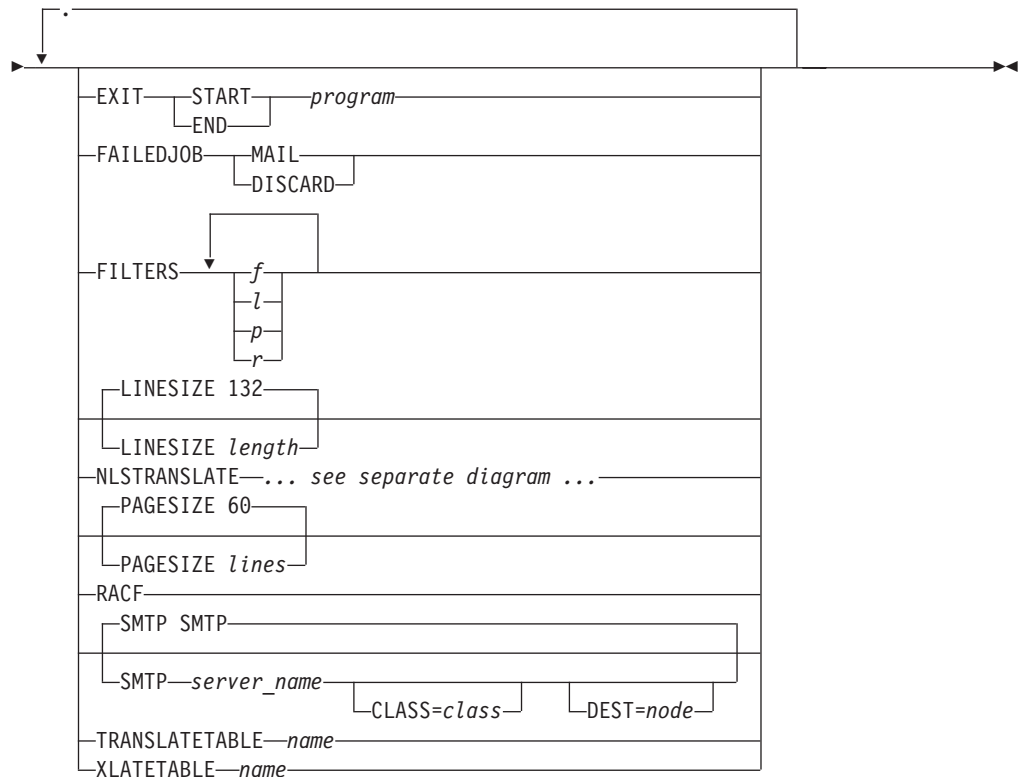 .
EXIT START program
END
FAILEDJOB MAIL
DISCARD
FILTERS f
l
p
r
LINESIZE 132
LINESIZE length
NLSTRANSLATE ... see separate diagram ...
PAGESIZE 60
PAGESIZE lines
RACF
SMTP SMTP
SMTP server_name
CLASS=class DEST=node
TRANSLATETABLE name
XLATETABLE name